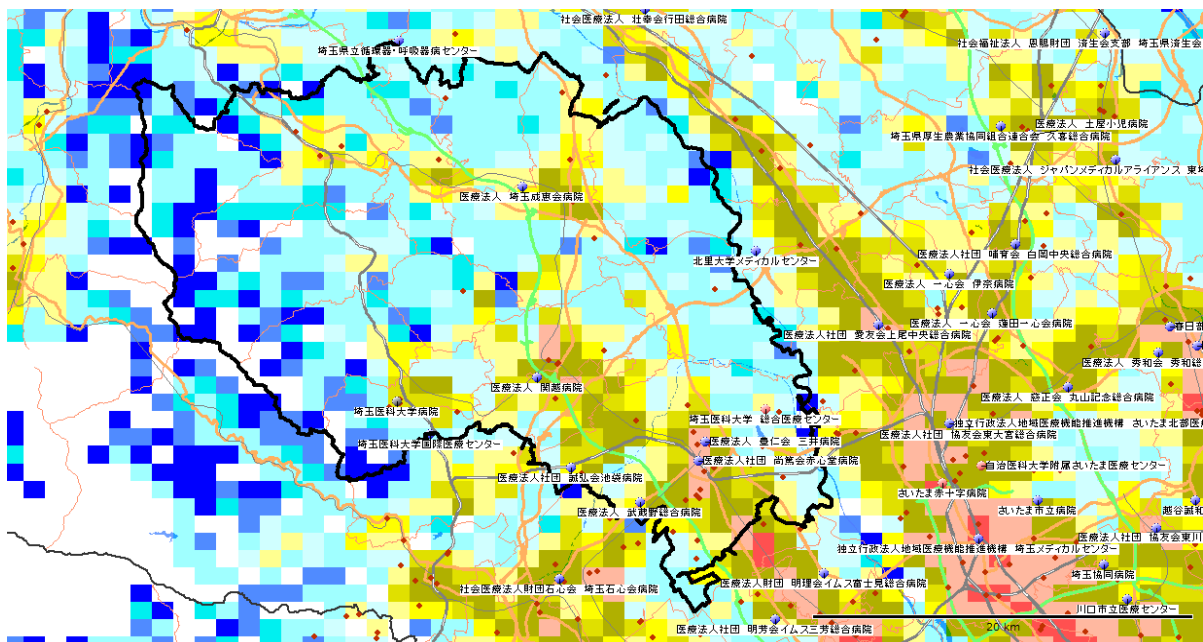 社会医療法人 壮幸会行田総合病院
社会福祉法人 恩賜財団 済生会支部 埼玉県済生会
埼玉県立循環器・呼吸器病センター
医療法人 土屋小児病院
埼玉県厚生農業協同組合連合会 久喜総合病院
社会医療法人 ジャパンメディカルアライアンス 東埼
医療法人 埼玉成恵会病院
医療法人社団 哺育会 白岡中央総合病院
北里大学メディカルセンター
医療法人社団 一心会 伊奈病院
医療法人 一心会 蓮田一心会病院
医療法人社団 愛友会上尾中央総合病院
春日部
医療法人 秀和会 秀和総
医療法人 関越病院
医療法人 慈正会 丸山記念総合病院
埼玉医科大学病院
埼玉医科大学 総合医療センター
独立行政法人地域医療機能推進機構 さいたま北部医
医療法人社団 協友会東大宮総合病院
埼玉医科大学国際医療センター
医療法人 豊仁会 三井病院
医療法人社団 尚篤会赤心堂病院
自治医科大学附属さいたま医療センター
医療法人社団 誠弘会池袋病院
さいたま赤十字病院
さいたま市立病院
越谷誠和
医療法人 武蔵野総合病院
医療法人社団 協友会東川
独立行政法人地域医療機能推進機構 埼玉メディカルセンター
埼玉協同病院
社会医療法人財団石心会 埼玉石心会病院
医療法人財団 明理会イムス富士見総合病院
川口市立医療センター
医療法人社団 明芳会イムス三芳総合病院
20 km